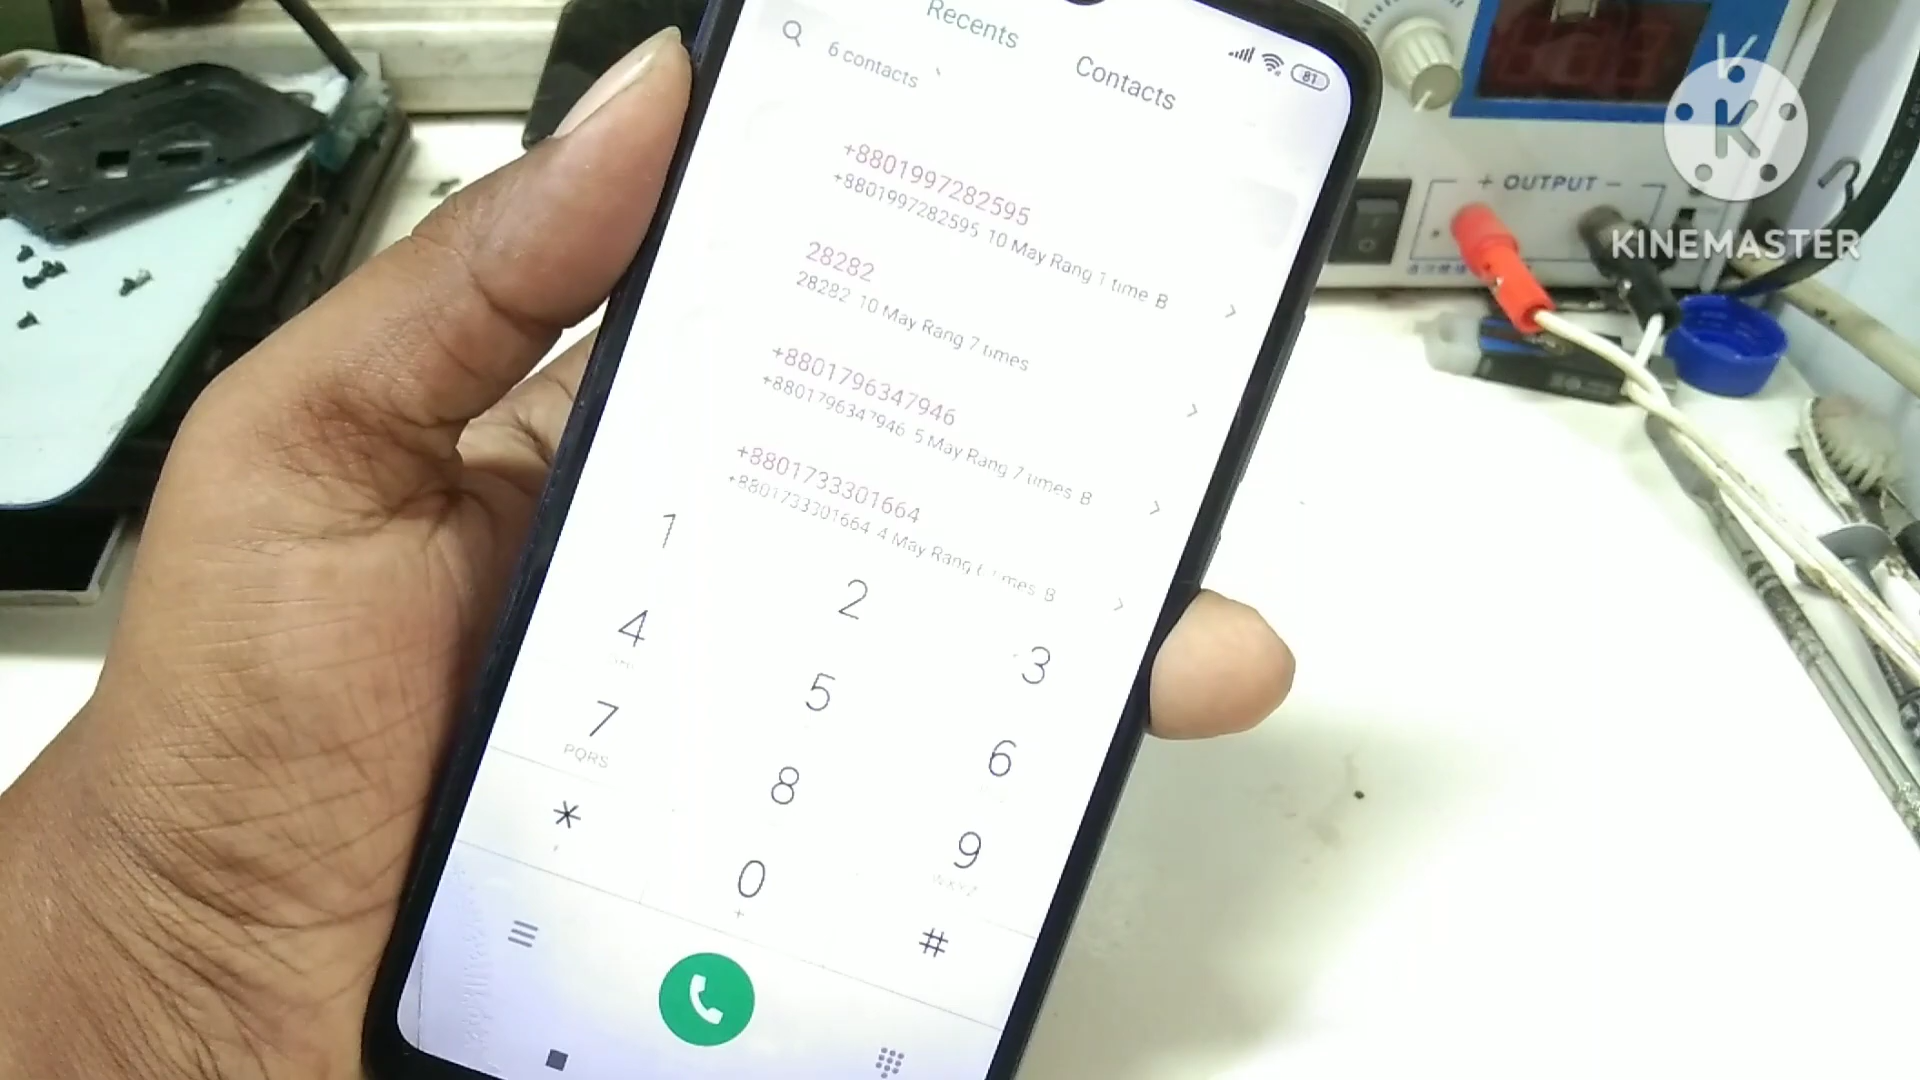 Recents
Contacts
81
6 contacts
+8801997282595
+8801997282595 10 May Rang 1 time B
28282
28282 10 May Rang 7 times
+8801796347946
+8801796347946 5 May Rang 7 times B
+8801733301664
+8801733301664 4 May Rang times B
1
2
3
4
5
6
7
PQRS
8
9
WXYZ
*
0
+
#
+ OUTPUT -
K
KINEMASTER